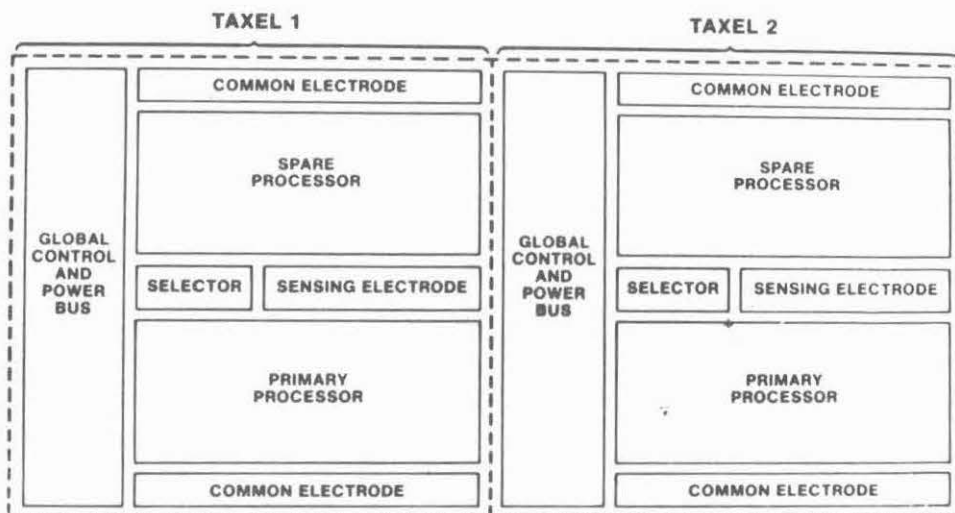 TAXEL 1
COMMON ELECTRODE
SPARE
PROCESSOR
GLOBAL
CONTROL
AND
POWER
BUS
SELECTOR
SENSING ELECTRODE
PRIMARY
PROCESSOR
COMMON ELECTRODE
TAXEL 2
COMMON ELECTRODE
SPARE
PROCESSOR
GLOBAL
CONTROL
AND
POWER
BUS
SELECTOR
SENSING ELECTRODE
PRIMARY
PROCESSOR
COMMON ELECTRODE